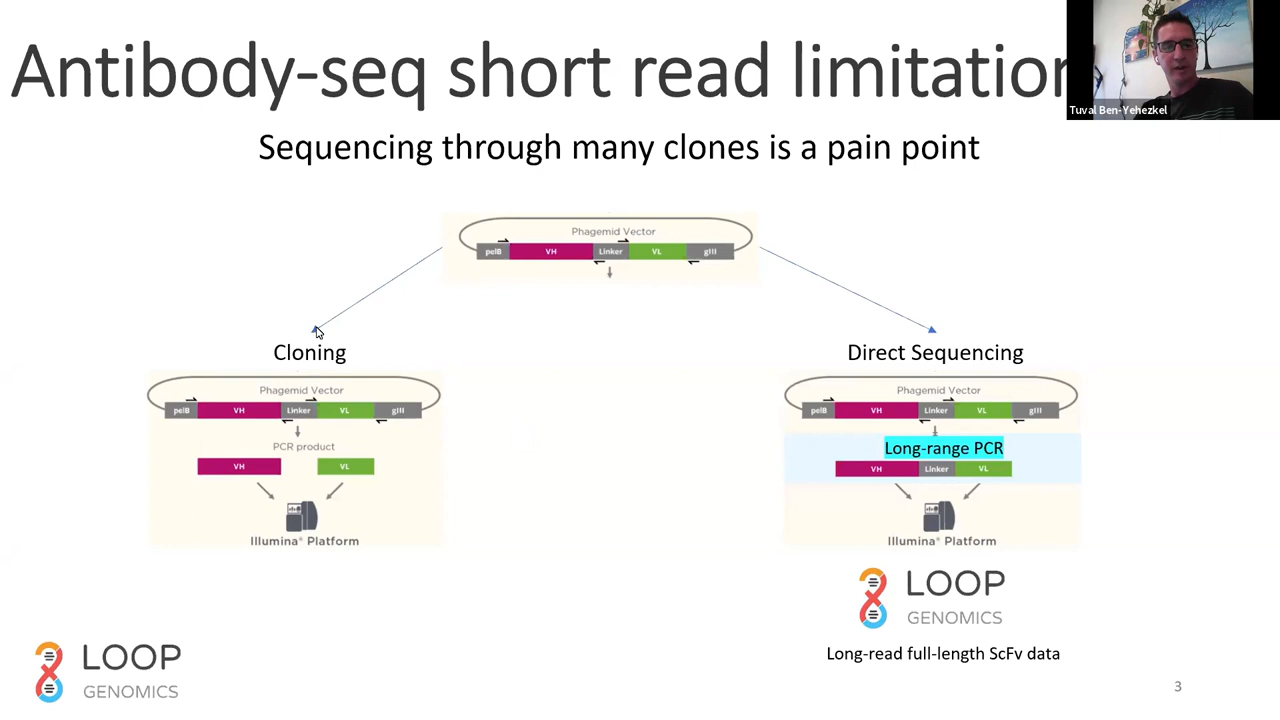 Antibody-seq short read limitation
Tuval Ben-Yehezkel
Sequencing through many clones is a pain point
Phagemid Vector
pelB VH Linker VL gIII
Cloning
Phagemid Vector
pelB VH Linker VL gIII
PCR product
VH VL
Illumina® Platform
Direct Sequencing
Phagemid Vector
pelB VH Linker VL gIII
Long-range PCR
VH Linker VL
Illumina® Platform
LOOP
GENOMICS
Long-read full-length ScFv data
LOOP
GENOMICS
3